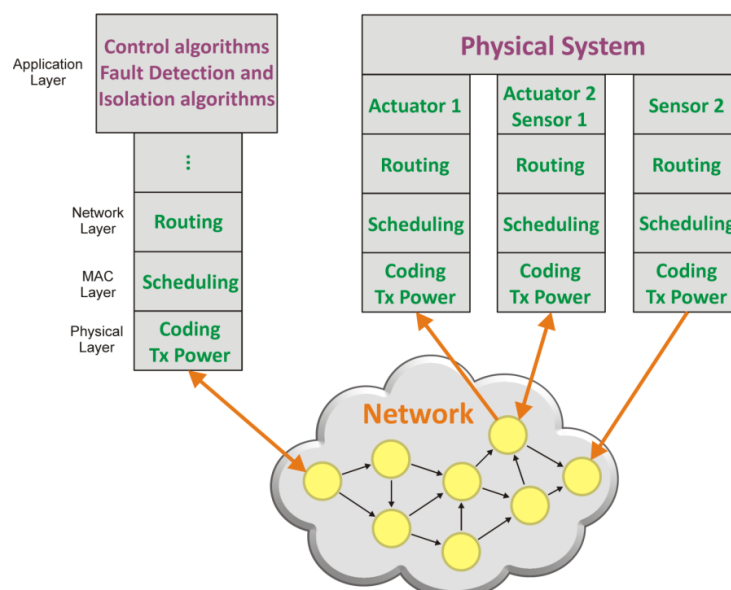 Application
Layer
Control algorithms
Fault Detection and
Isolation algorithms
⋮
Network
Layer
Routing
MAC
Layer
Scheduling
Physical
Layer
Coding
Tx Power
Physical System
Actuator 1
Routing
Scheduling
Coding
Tx Power
Actuator 2
Sensor 1
Routing
Scheduling
Coding
Tx Power
Sensor 2
Routing
Scheduling
Coding
Tx Power
Network